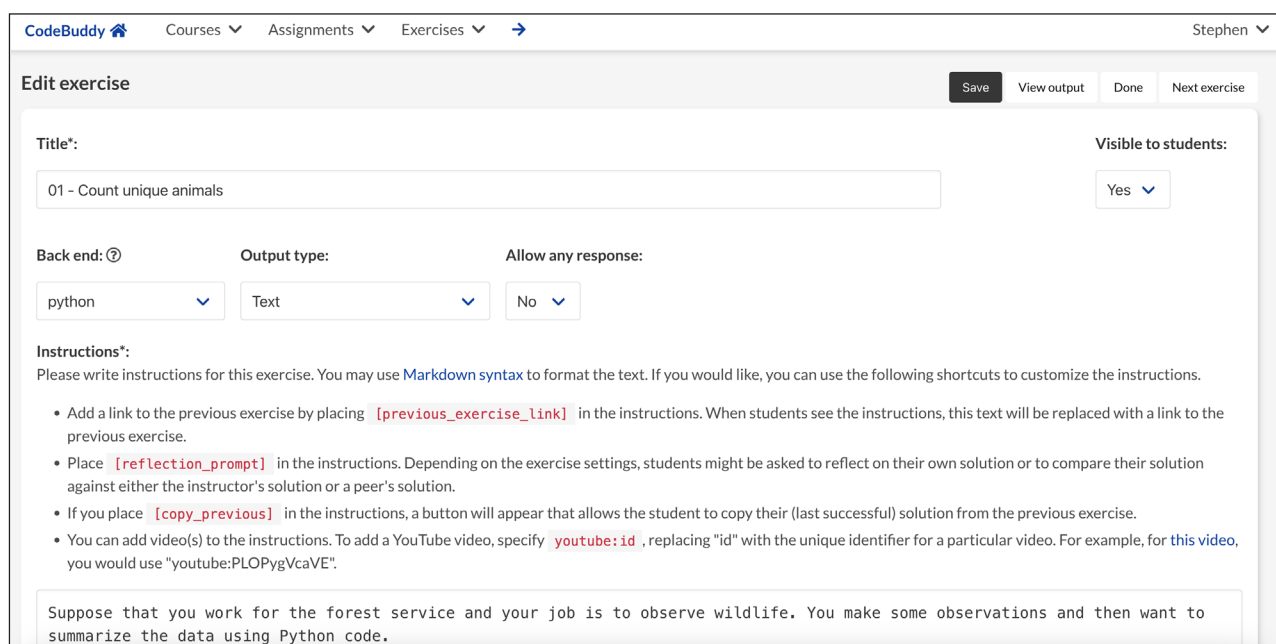 CodeBuddy Courses Assignments Exercises Stephen
Edit exercise Save View output Done Next exercise
Title*: Visible to students:
01 - Count unique animals Yes
Back end: Output type: Allow any response:
python Text No
Instructions*:
Please write instructions for this exercise. You may use Markdown syntax to format the text. If you would like, you can use the following shortcuts to customize the instructions.
• Add a link to the previous exercise by placing [previous_exercise_link] in the instructions. When students see the instructions, this text will be replaced with a link to the
previous exercise.
• Place [reflection_prompt] in the instructions. Depending on the exercise settings, students might be asked to reflect on their own solution or to compare their solution
against either the instructor's solution or a peer's solution.
• If you place [copy_previous] in the instructions, a button will appear that allows the student to copy their (last successful) solution from the previous exercise.
• You can add video(s) to the instructions. To add a YouTube video, specify youtube:id , replacing "id" with the unique identifier for a particular video. For example, for this video,
you would use "youtube:PLOPygVcaVE".
Suppose that you work for the forest service and your job is to observe wildlife. You make some observations and then want to
summarize the data using Python code.